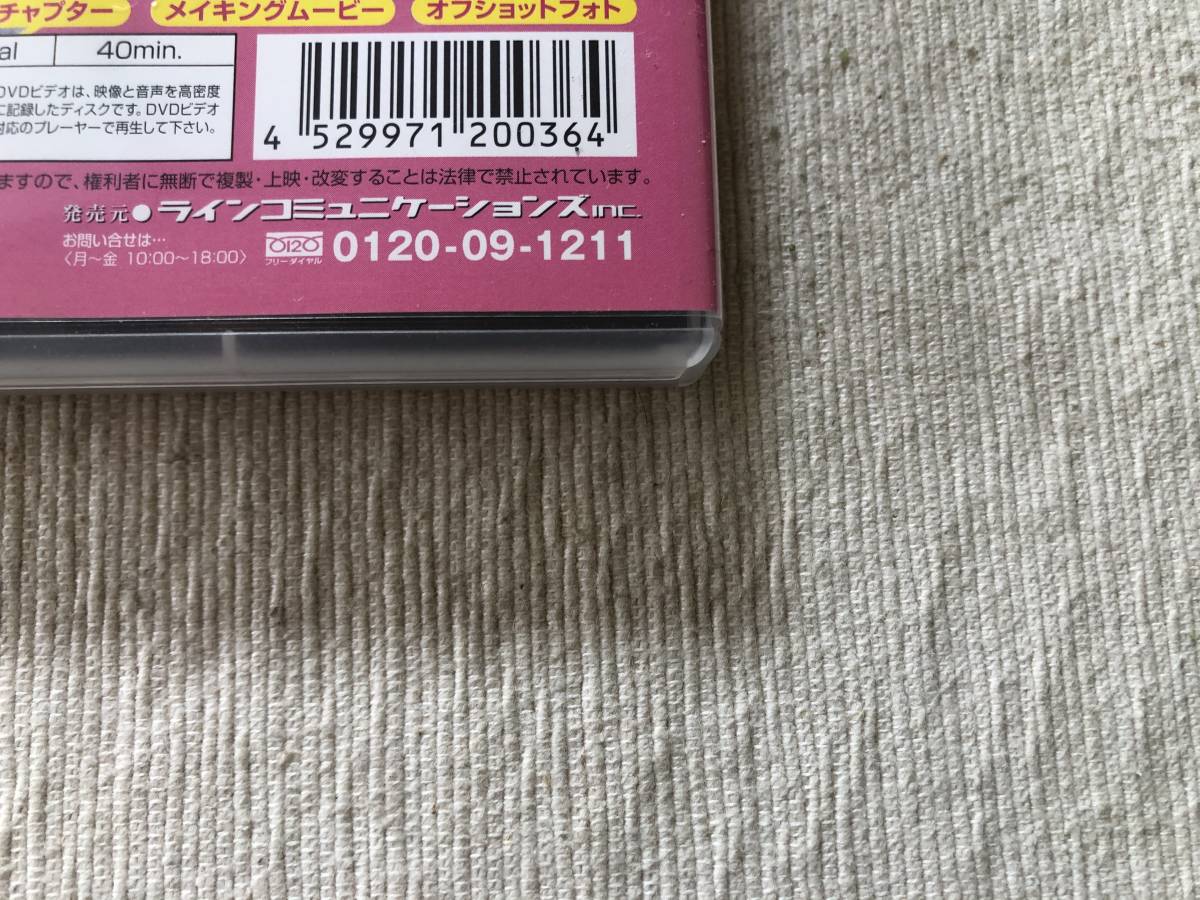 チャプター メイキングムービー オフショットフォト
al 40min.
DVDビデオは、映像と音声を高密度
に記録したディスクです。DVDビデオ
対応のプレーヤーで再生して下さい。
4 529971 200364
ますので、権利者に無断で複製・上映・改変することは法律で禁止されています。
発売元●ラインコミュニケーションズinc.
お問い合せは…
〈月〜金 10:00〜18:00〉
0120
フリーダイヤル
0120-09-1211